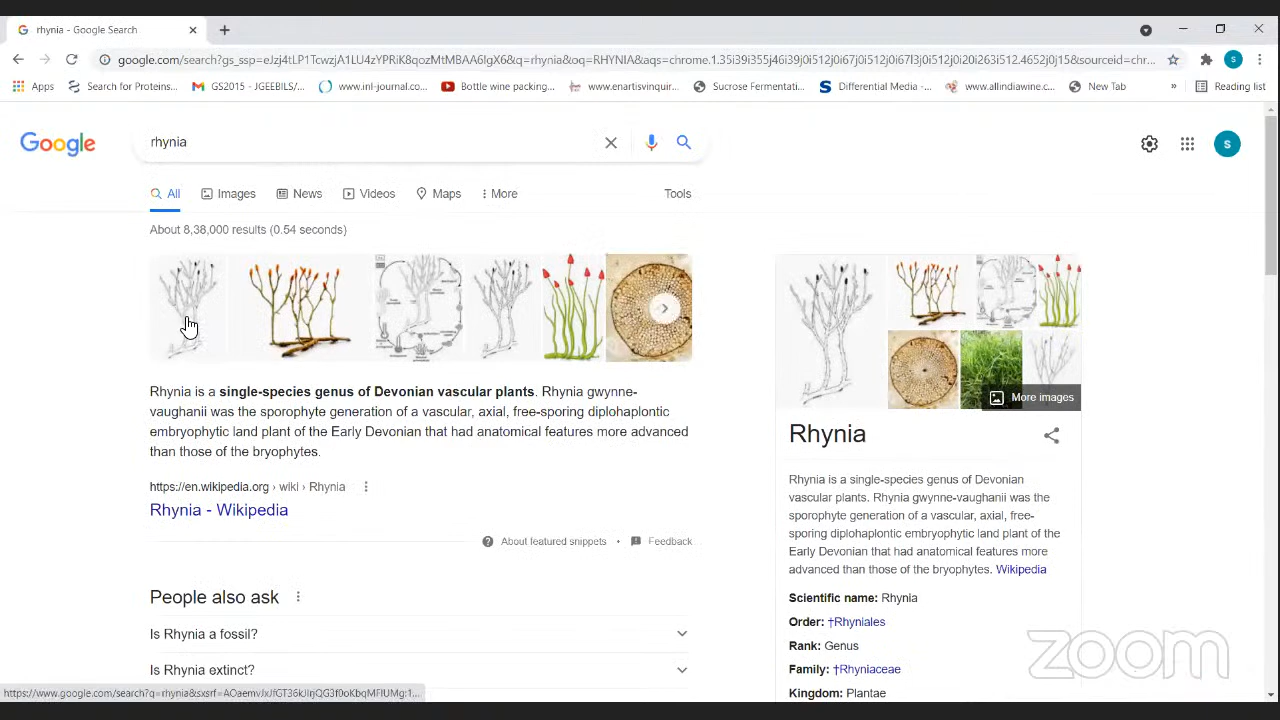 rhynia - Google Search
google.com/search?gs_ssp=eJzj4tLP1TcwzJA1LU4zYPRiK8qozMtMBAA6IgX6&q=rhynia&oq=RHYNIA&aqs=chrome.1.35i39i355j46i39i0i512j0i67j0i512j0i67l3j0i512j0i20i263i512.4652j0j15&sourceid=chr...
Apps
Search for Proteins...
GS2015 - JGEEBILS/...
www.inl-journal.co...
Bottle wine packing...
www.enartisvinquir...
Sucrose Fermentati...
Differential Media -...
www.allindiawine.c...
New Tab
»
Reading list
Google
rhynia
S
All
Images
News
Videos
Maps
More
Tools
About 8,38,000 results (0.54 seconds)
Rhynia is a single-species genus of Devonian vascular plants. Rhynia gwynne-
vaughanii was the sporophyte generation of a vascular, axial, free-sporing diplohaplontic
embryophytic land plant of the Early Devonian that had anatomical features more advanced
than those of the bryophytes.
https://en.wikipedia.org › wiki › Rhynia
Rhynia - Wikipedia
About featured snippets • Feedback
People also ask
Is Rhynia a fossil?
Is Rhynia extinct?
More images
Rhynia
Rhynia is a single-species genus of Devonian
vascular plants. Rhynia gwynne-vaughanii was the
sporophyte generation of a vascular, axial, free-
sporing diplohaplontic embryophytic land plant of the
Early Devonian that had anatomical features more
advanced than those of the bryophytes. Wikipedia
Scientific name: Rhynia
Order: †Rhyniales
Rank: Genus
Family: †Rhyniaceae
Kingdom: Plantae
zoom